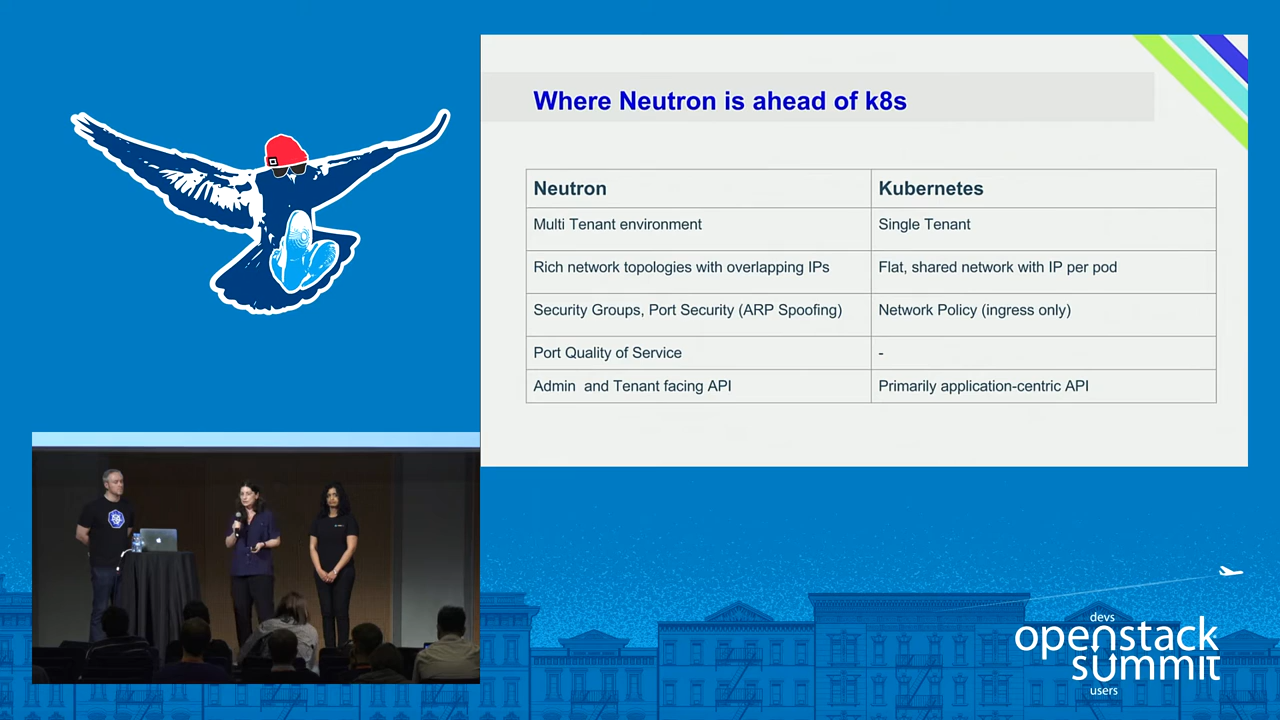 Where Neutron is ahead of k8s
Neutron Kubernetes
Multi Tenant environment Single Tenant
Rich network topologies with overlapping IPs Flat, shared network with IP per pod
Security Groups, Port Security (ARP Spoofing) Network Policy (ingress only)
Port Quality of Service -
Admin and Tenant facing API Primarily application-centric API
devs
openstack
summit
users